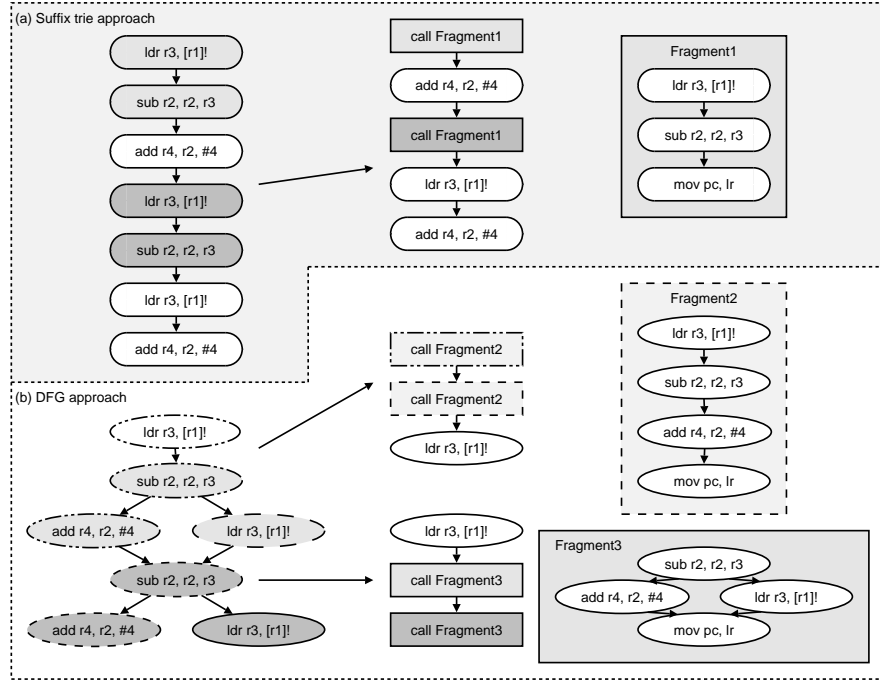 (a) Suffix trie approach
ldr r3, [r1]!
sub r2, r2, r3
add r4, r2, #4
ldr r3, [r1]!
sub r2, r2, r3
ldr r3, [r1]!
add r4, r2, #4
call Fragment1
add r4, r2, #4
call Fragment1
ldr r3, [r1]!
add r4, r2, #4
Fragment1
ldr r3, [r1]!
sub r2, r2, r3
mov pc, lr
(b) DFG approach
ldr r3, [r1]!
sub r2, r2, r3
add r4, r2, #4
ldr r3, [r1]!
sub r2, r2, r3
add r4, r2, #4
ldr r3, [r1]!
call Fragment2
call Fragment2
ldr r3, [r1]!
Fragment2
ldr r3, [r1]!
sub r2, r2, r3
add r4, r2, #4
mov pc, lr
ldr r3, [r1]!
call Fragment3
call Fragment3
Fragment3
sub r2, r2, r3
add r4, r2, #4
ldr r3, [r1]!
mov pc, lr